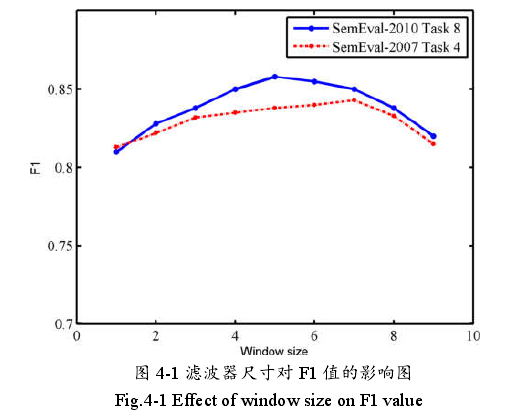 SemEval-2010 Task 8
SemEval-2007 Task 4
0.85
0.8
0.75
0.7
F1
0 2 4 6 8 10
Window size
图 4-1 滤波器尺寸对 F1 值的影响图
Fig.4-1 Effect of window size on F1 value